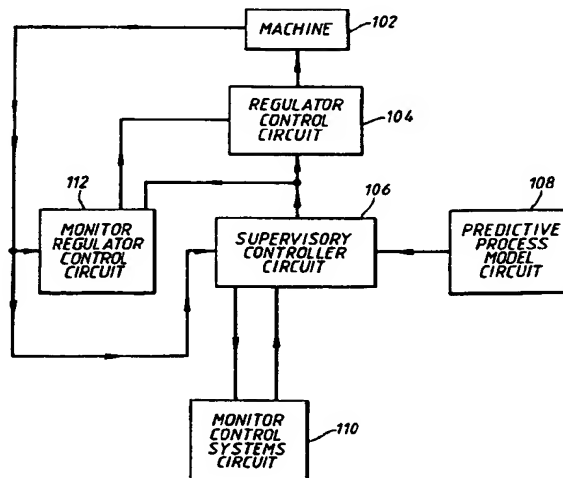 MACHINE
102
REGULATOR
CONTROL
CIRCUIT
104
112
MONITOR
REGULATOR
CONTROL
CIRCUIT
106
SUPERVISORY
CONTROLLER
CIRCUIT
108
PREDICTIVE
PROCESS
MODEL
CIRCUIT
MONITOR
CONTROL
SYSTEMS
CIRCUIT
110